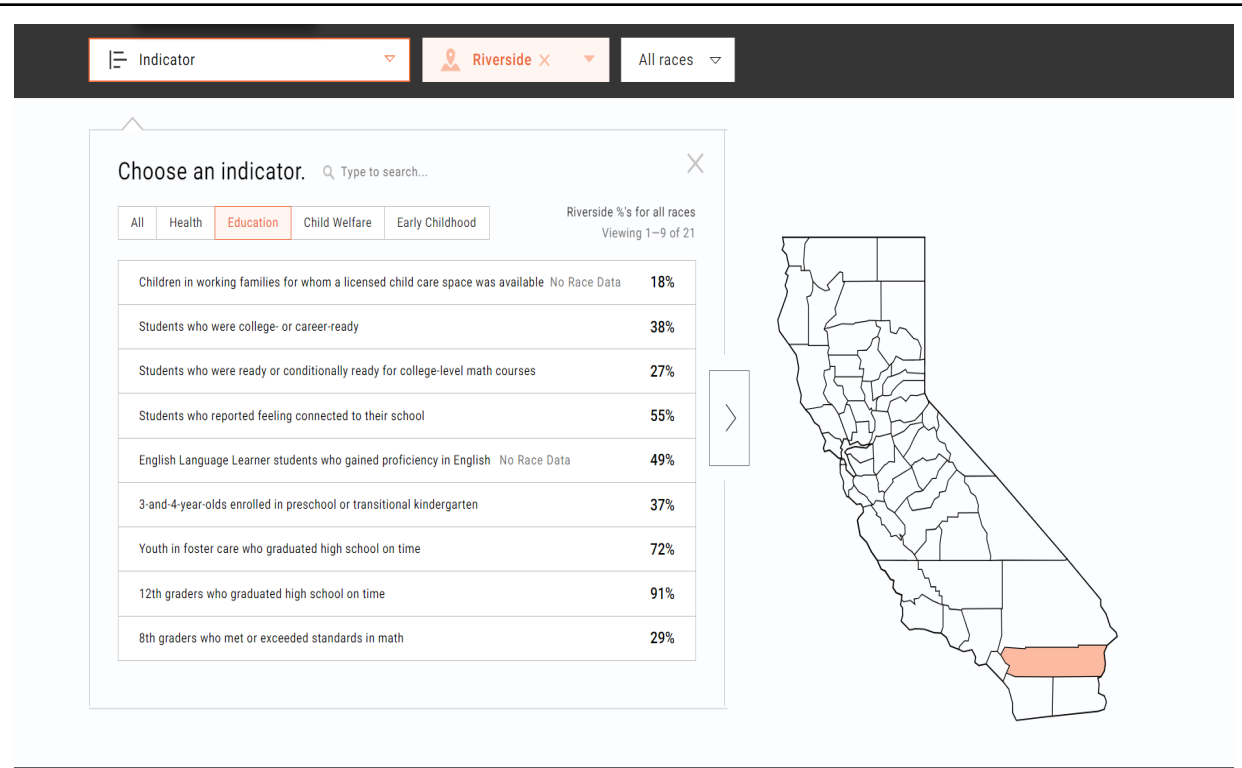 Indicator
Riverside
All races
Choose an indicator.
Type to search...
All
Health
Education
Child Welfare
Early Childhood
Riverside %'s for all races
Viewing 1–9 of 21
Children in working families for whom a licensed child care space was available No Race Data 18%
Students who were college- or career-ready 38%
Students who were ready or conditionally ready for college-level math courses 27%
Students who reported feeling connected to their school 55%
English Language Learner students who gained proficiency in English No Race Data 49%
3-and-4-year-olds enrolled in preschool or transitional kindergarten 37%
Youth in foster care who graduated high school on time 72%
12th graders who graduated high school on time 91%
8th graders who met or exceeded standards in math 29%